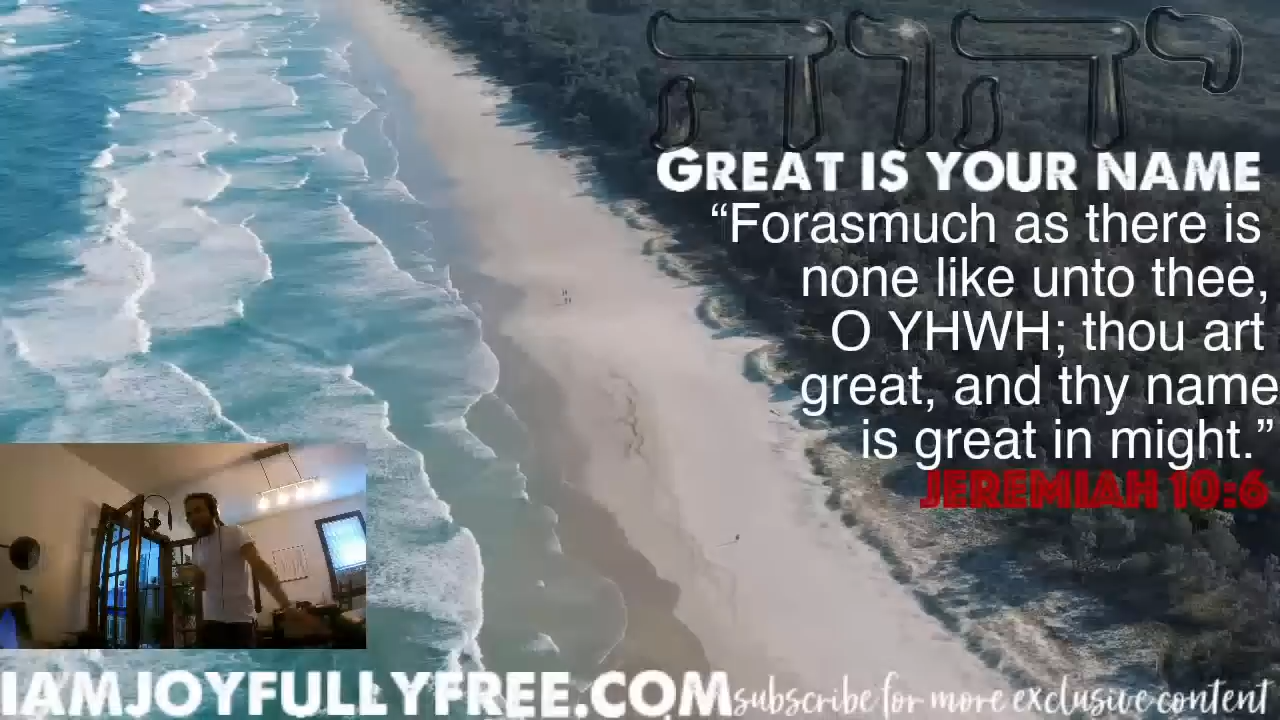 יהוה
GREAT IS YOUR NAME
“Forasmuch as there is
none like unto thee,
O YHWH; thou art
great, and thy name
is great in might.”
JEREMIAH 10:6
IAMJOYFULLYFREE.COM subscribe for more exclusive content